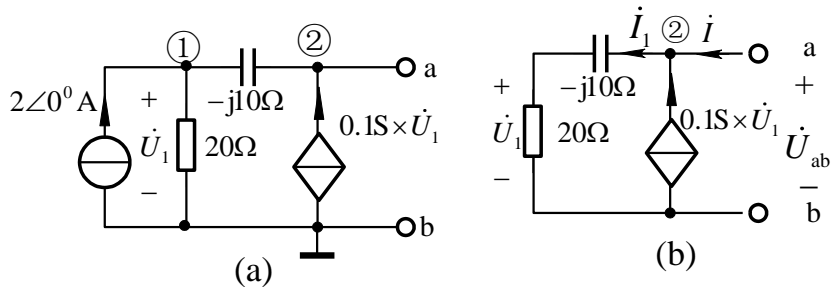 ① ② a
2∠0⁰ A + −j10Ω
U̇₁ 20Ω 0.1S×U̇₁
− b
(a)
İ₁ ② İ a
+ −j10Ω +
U̇₁ 20Ω 0.1S×U̇₁ U̇ab
− − b
(b)